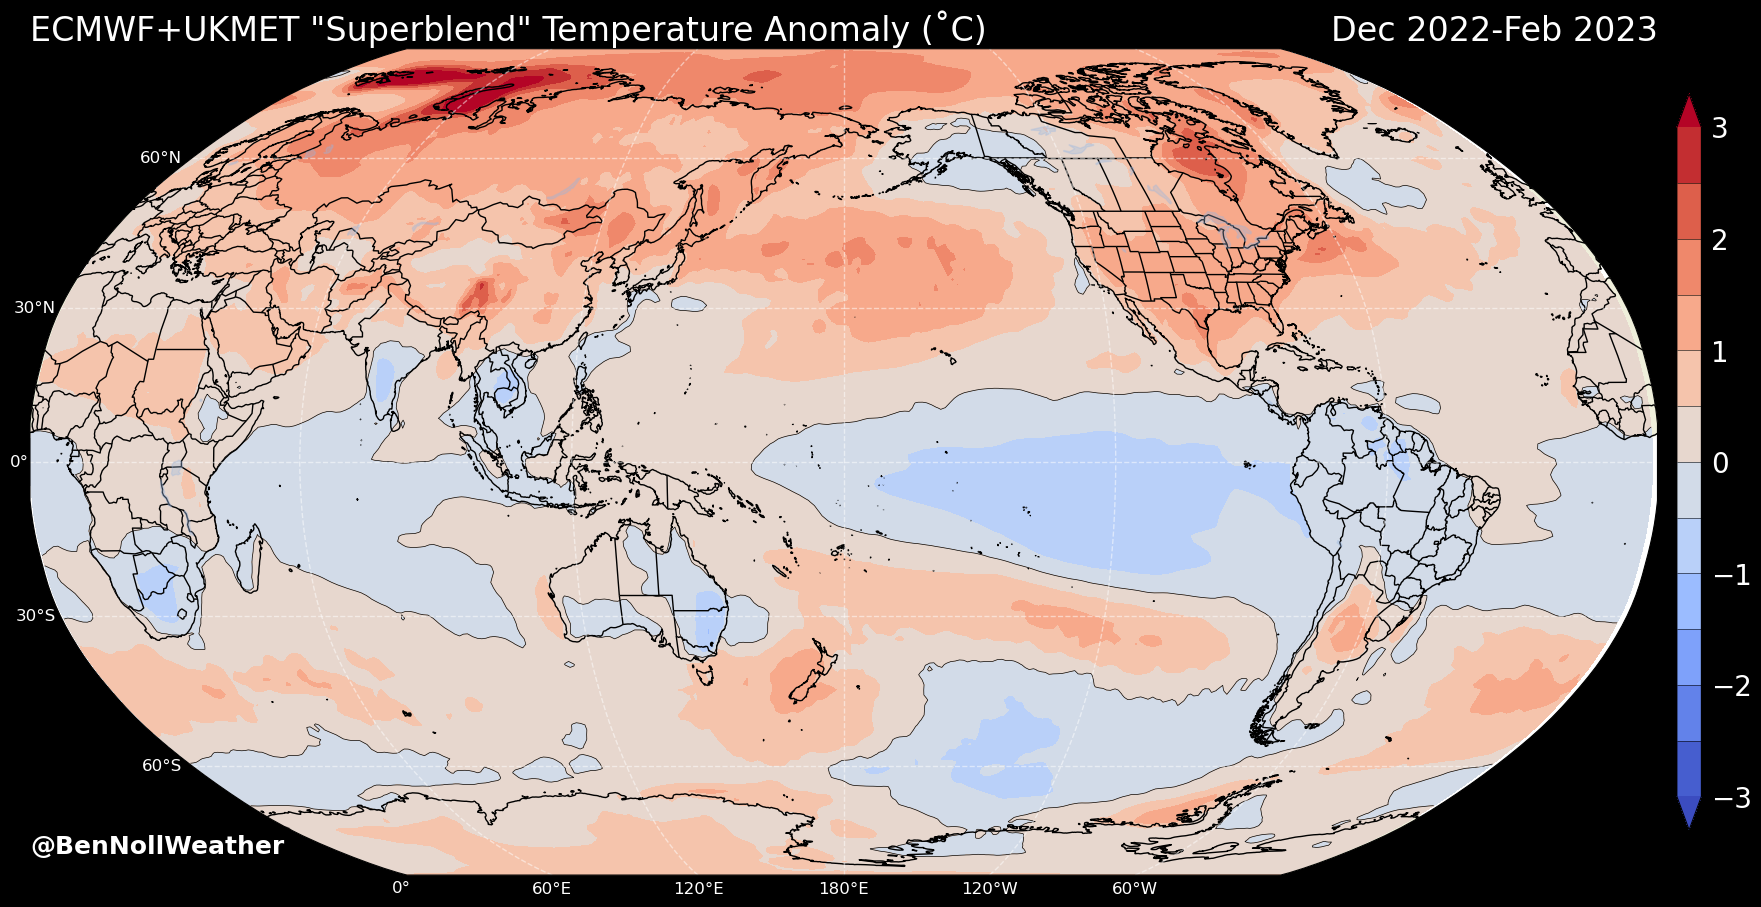 ECMWF+UKMET "Superblend" Temperature Anomaly (˚C)
Dec 2022-Feb 2023
60°N
30°N
0°
30°S
60°S
0°
60°E
120°E
180°E
120°W
60°W
3
2
1
0
−1
−2
−3
@BenNollWeather